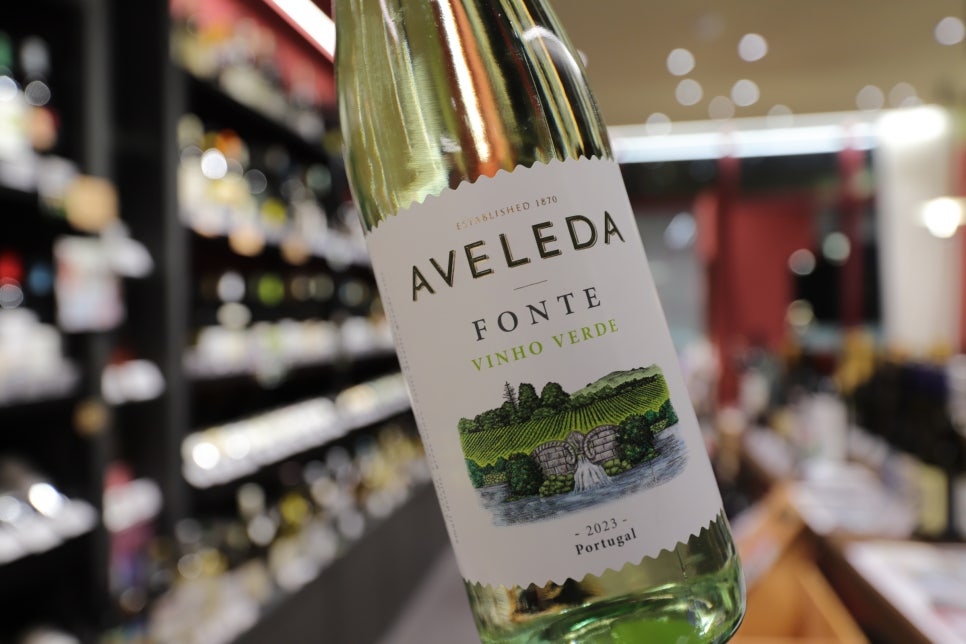 ESTABLISHED 1870
AVELEDA
FONTE
VINHO VERDE
- 2023 -
Portugal